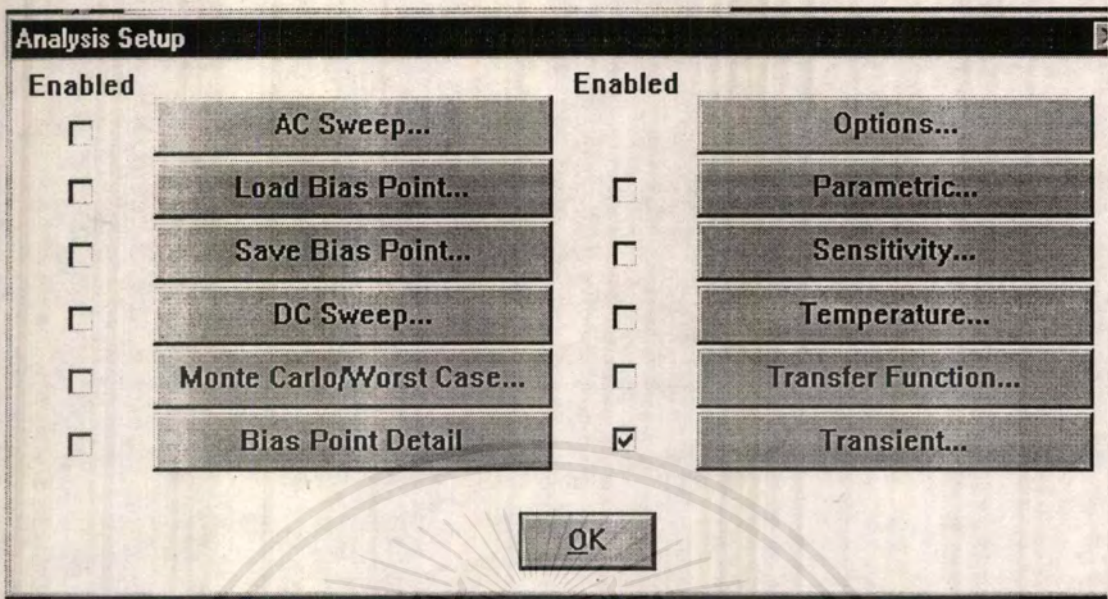 Analysis Setup
Enabled
AC Sweep...
Load Bias Point...
Save Bias Point...
DC Sweep...
Monte Carlo/Worst Case...
Bias Point Detail
Enabled
Options...
Parametric...
Sensitivity...
Temperature...
Transfer Function...
Transient...
OK